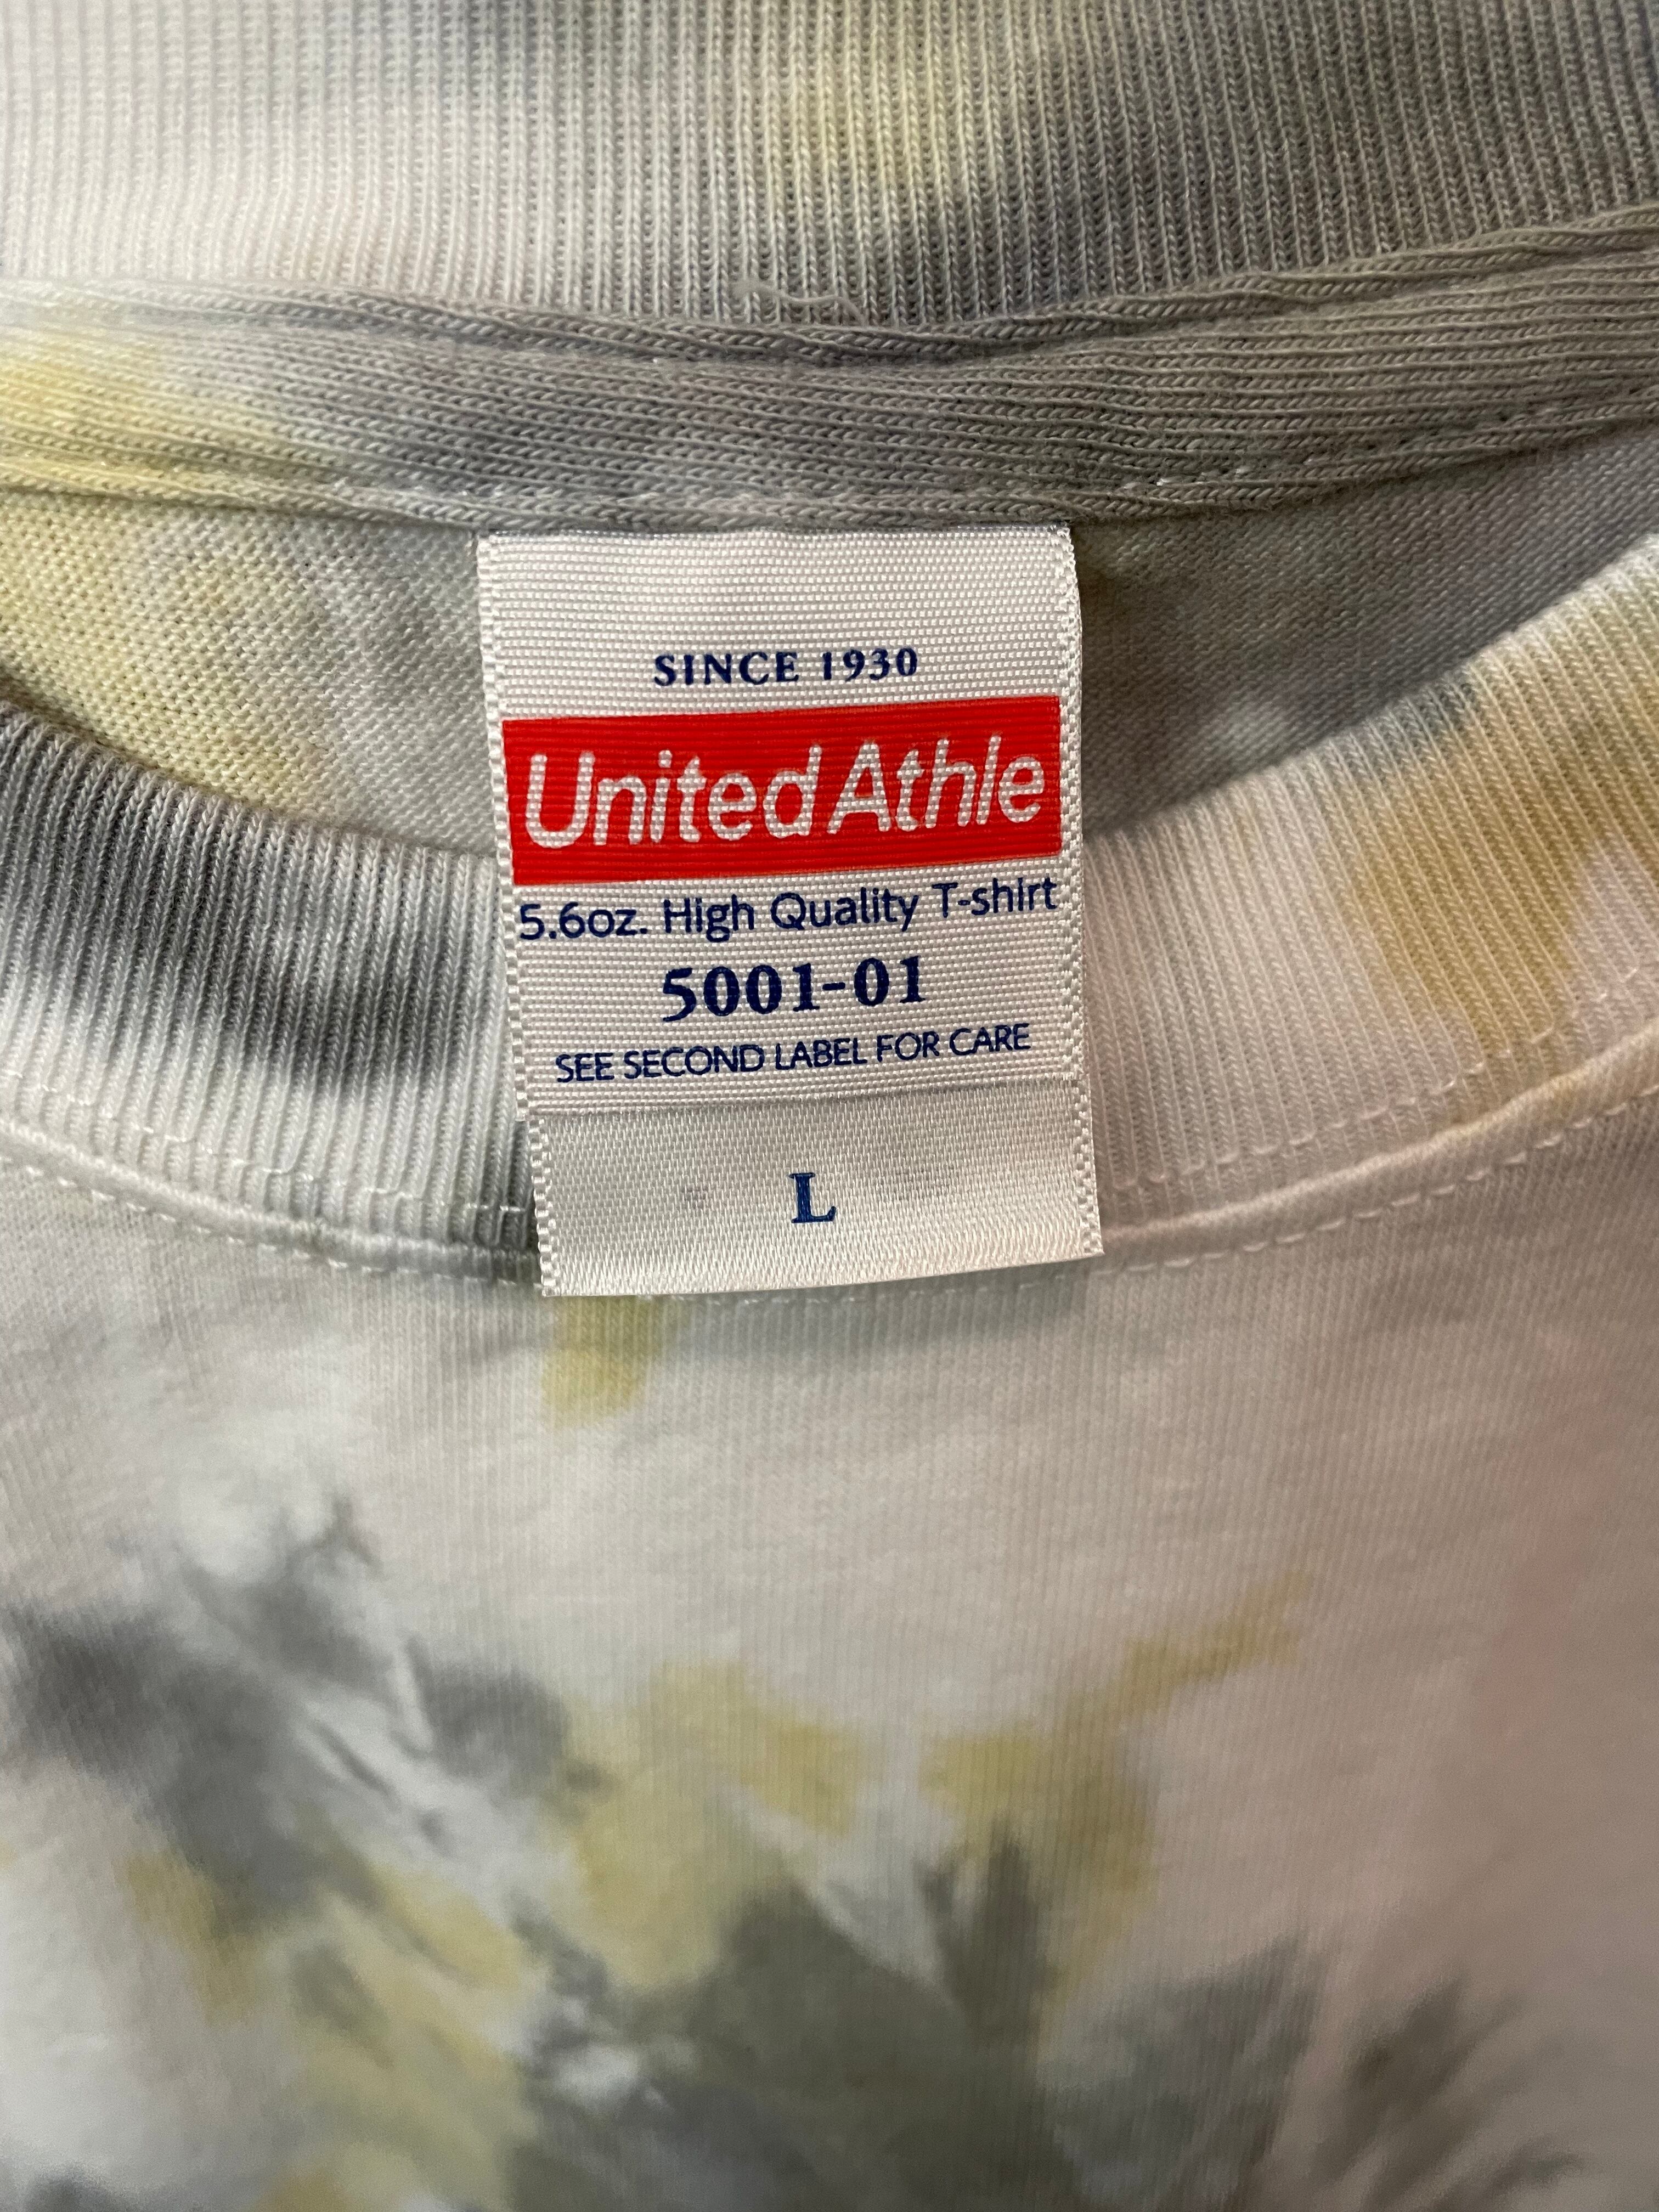 SINCE 1930
United Athle
5.6oz. High Quality T-shirt
5001-01
SEE SECOND LABEL FOR CARE
L